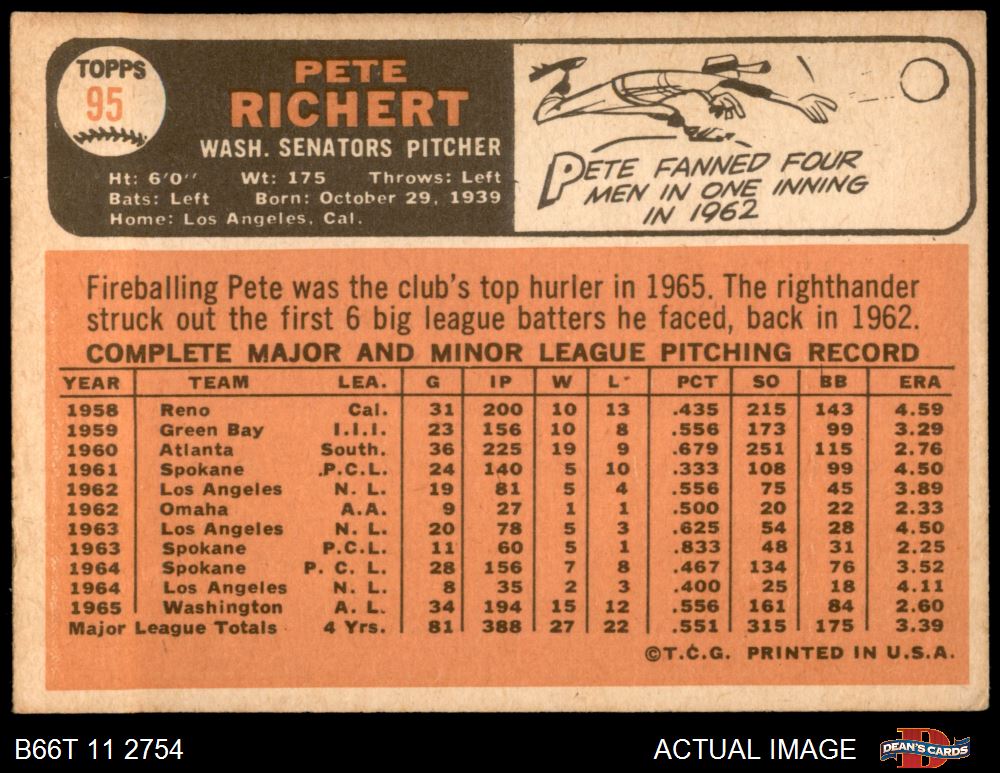 TOPPS
95
PETE
RICHERT
WASH. SENATORS PITCHER
Ht: 6'0'' Wt: 175 Throws: Left
Bats: Left Born: October 29, 1939
Home: Los Angeles, Cal.
PETE FANNED FOUR
MEN IN ONE INNING
IN 1962
Fireballing Pete was the club's top hurler in 1965. The righthander
struck out the first 6 big league batters he faced, back in 1962.
COMPLETE MAJOR AND MINOR LEAGUE PITCHING RECORD
YEAR TEAM LEA. G IP W L PCT SO BB ERA
1958 Reno Cal. 31 200 10 13 .435 215 143 4.59
1959 Green Bay I.I.I. 23 156 10 8 .556 173 99 3.29
1960 Atlanta South. 36 225 19 9 .679 251 115 2.76
1961 Spokane P.C.L. 24 140 5 10 .333 108 99 4.50
1962 Los Angeles N. L. 19 81 5 4 .556 75 45 3.89
1962 Omaha A.A. 9 27 1 1 .500 20 22 2.33
1963 Los Angeles N. L. 20 78 5 3 .625 54 28 4.50
1963 Spokane P.C.L. 11 60 5 1 .833 48 31 2.25
1964 Spokane P. C. L. 28 156 7 8 .467 134 76 3.52
1964 Los Angeles N. L. 8 35 2 3 .400 25 18 4.11
1965 Washington A. L. 34 194 15 12 .556 161 84 2.60
Major League Totals 4 Yrs. 81 388 27 22 .551 315 175 3.39
©T.C.G. PRINTED IN U.S.A.
B66T 11 2754 ACTUAL IMAGE DEAN'S CARDS